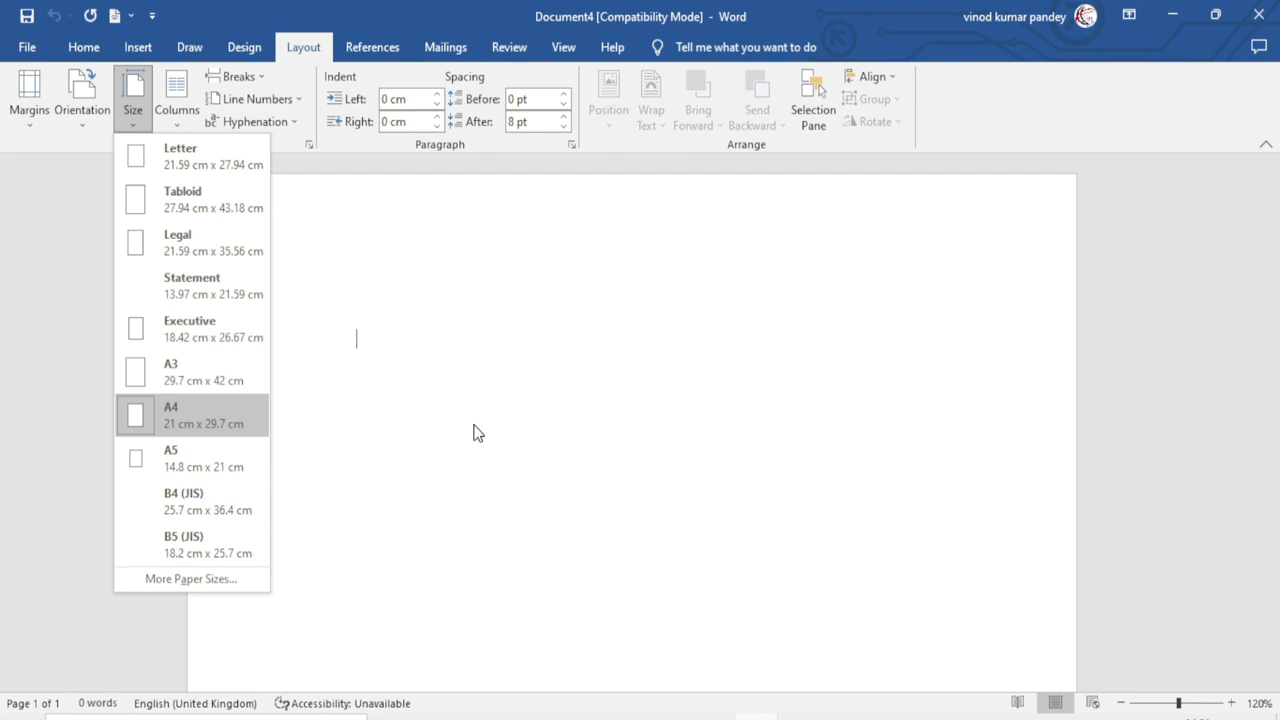 Document4 [Compatibility Mode] - Word
vinod kumar pandey
File Home Insert Draw Design Layout References Mailings Review View Help Tell me what you want to do
Margins
Orientation
Size
Columns
Breaks
Line Numbers
Hyphenation
Indent
Left: 0 cm
Right: 0 cm
Spacing
Before: 0 pt
After: 8 pt
Paragraph
Position
Wrap
Text
Bring
Forward
Send
Backward
Selection
Pane
Align
Group
Rotate
Arrange
Letter
21.59 cm x 27.94 cm
Tabloid
27.94 cm x 43.18 cm
Legal
21.59 cm x 35.56 cm
Statement
13.97 cm x 21.59 cm
Executive
18.42 cm x 26.67 cm
A3
29.7 cm x 42 cm
A4
21 cm x 29.7 cm
A5
14.8 cm x 21 cm
B4 (JIS)
25.7 cm x 36.4 cm
B5 (JIS)
18.2 cm x 25.7 cm
More Paper Sizes...
Page 1 of 1 0 words English (United Kingdom) Accessibility: Unavailable 120%